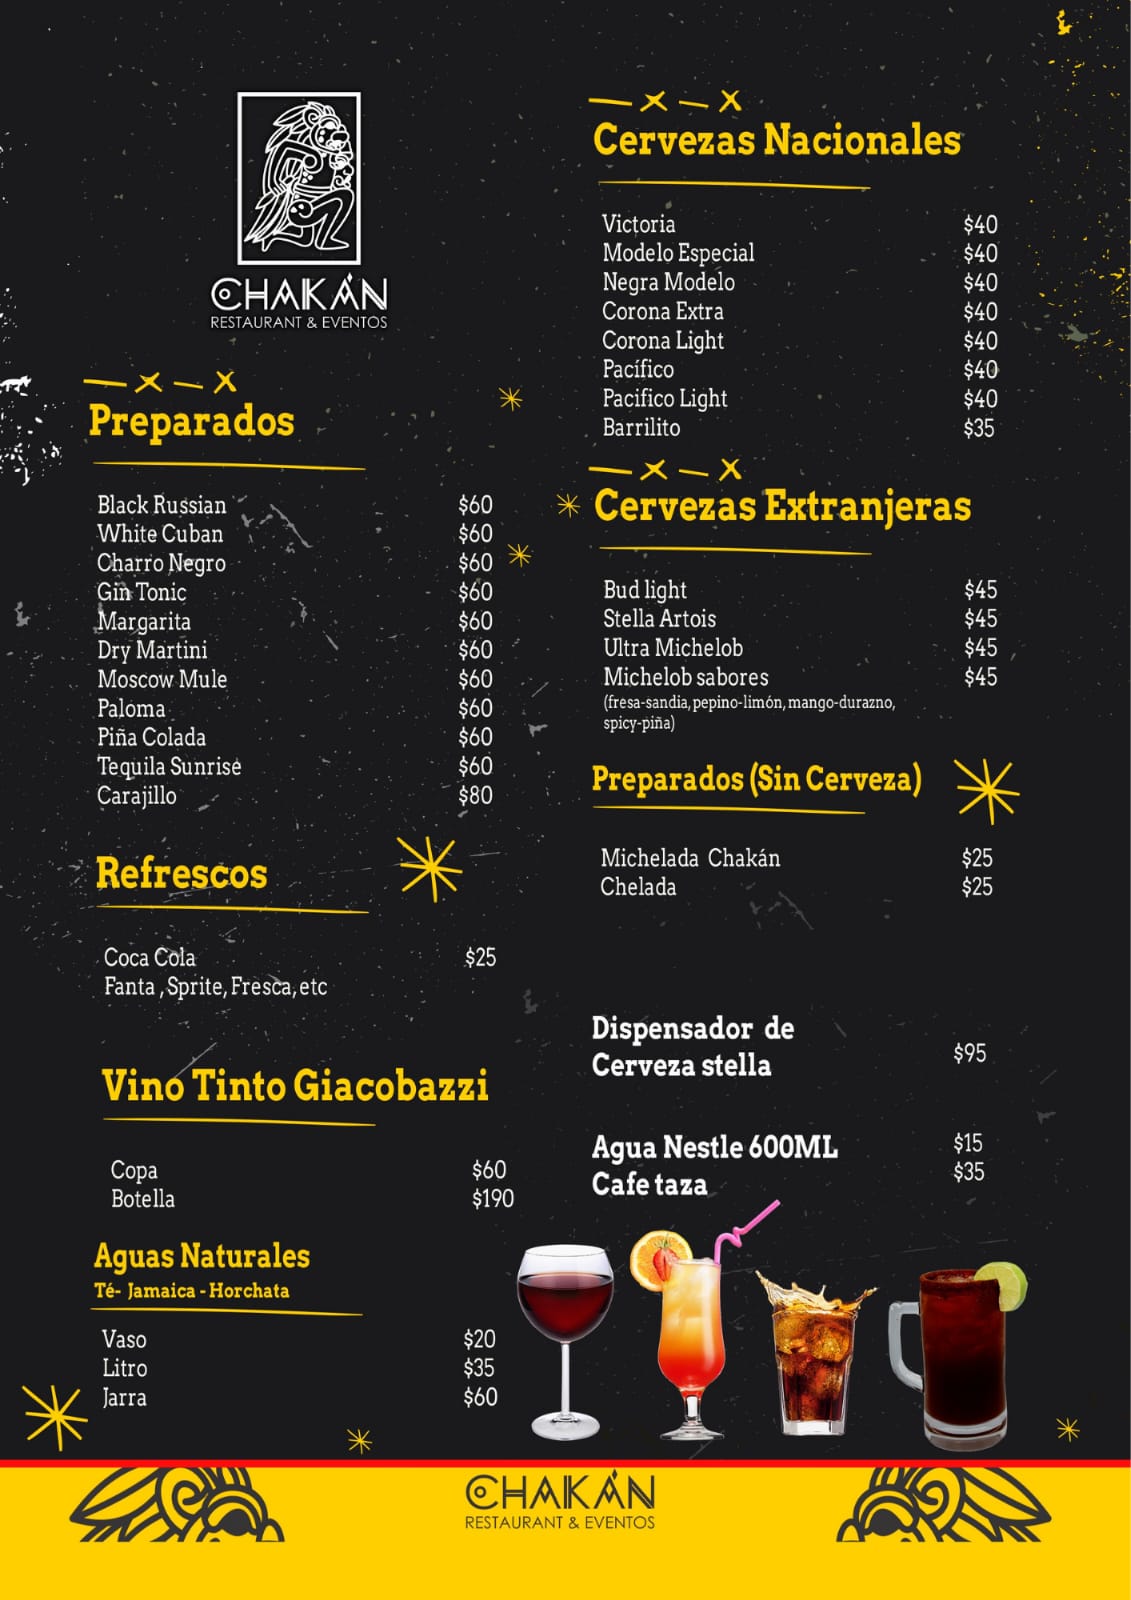 CHAKÁN
RESTAURANT & EVENTOS
Preparados
Black Russian $60
White Cuban $60
Charro Negro $60
Gin Tonic $60
Margarita $60
Dry Martini $60
Moscow Mule $60
Paloma $60
Piña Colada $60
Tequila Sunrise $60
Carajillo $80
Refrescos
Coca Cola $25
Fanta , Sprite, Fresca, etc
Vino Tinto Giacobazzi
Copa $60
Botella $190
Aguas Naturales
Té- Jamaica - Horchata
Vaso $20
Litro $35
Jarra $60
Cervezas Nacionales
Victoria $40
Modelo Especial $40
Negra Modelo $40
Corona Extra $40
Corona Light $40
Pacífico $40
Pacifico Light $40
Barrilito $35
Cervezas Extranjeras
Bud light $45
Stella Artois $45
Ultra Michelob $45
Michelob sabores $45
(fresa-sandia, pepino-limón, mango-durazno,
spicy-piña)
Preparados (Sin Cerveza)
Michelada Chakán $25
Chelada $25
Dispensador de
Cerveza stella $95
Agua Nestle 600ML $15
Cafe taza $35
CHAKÁN
RESTAURANT & EVENTOS